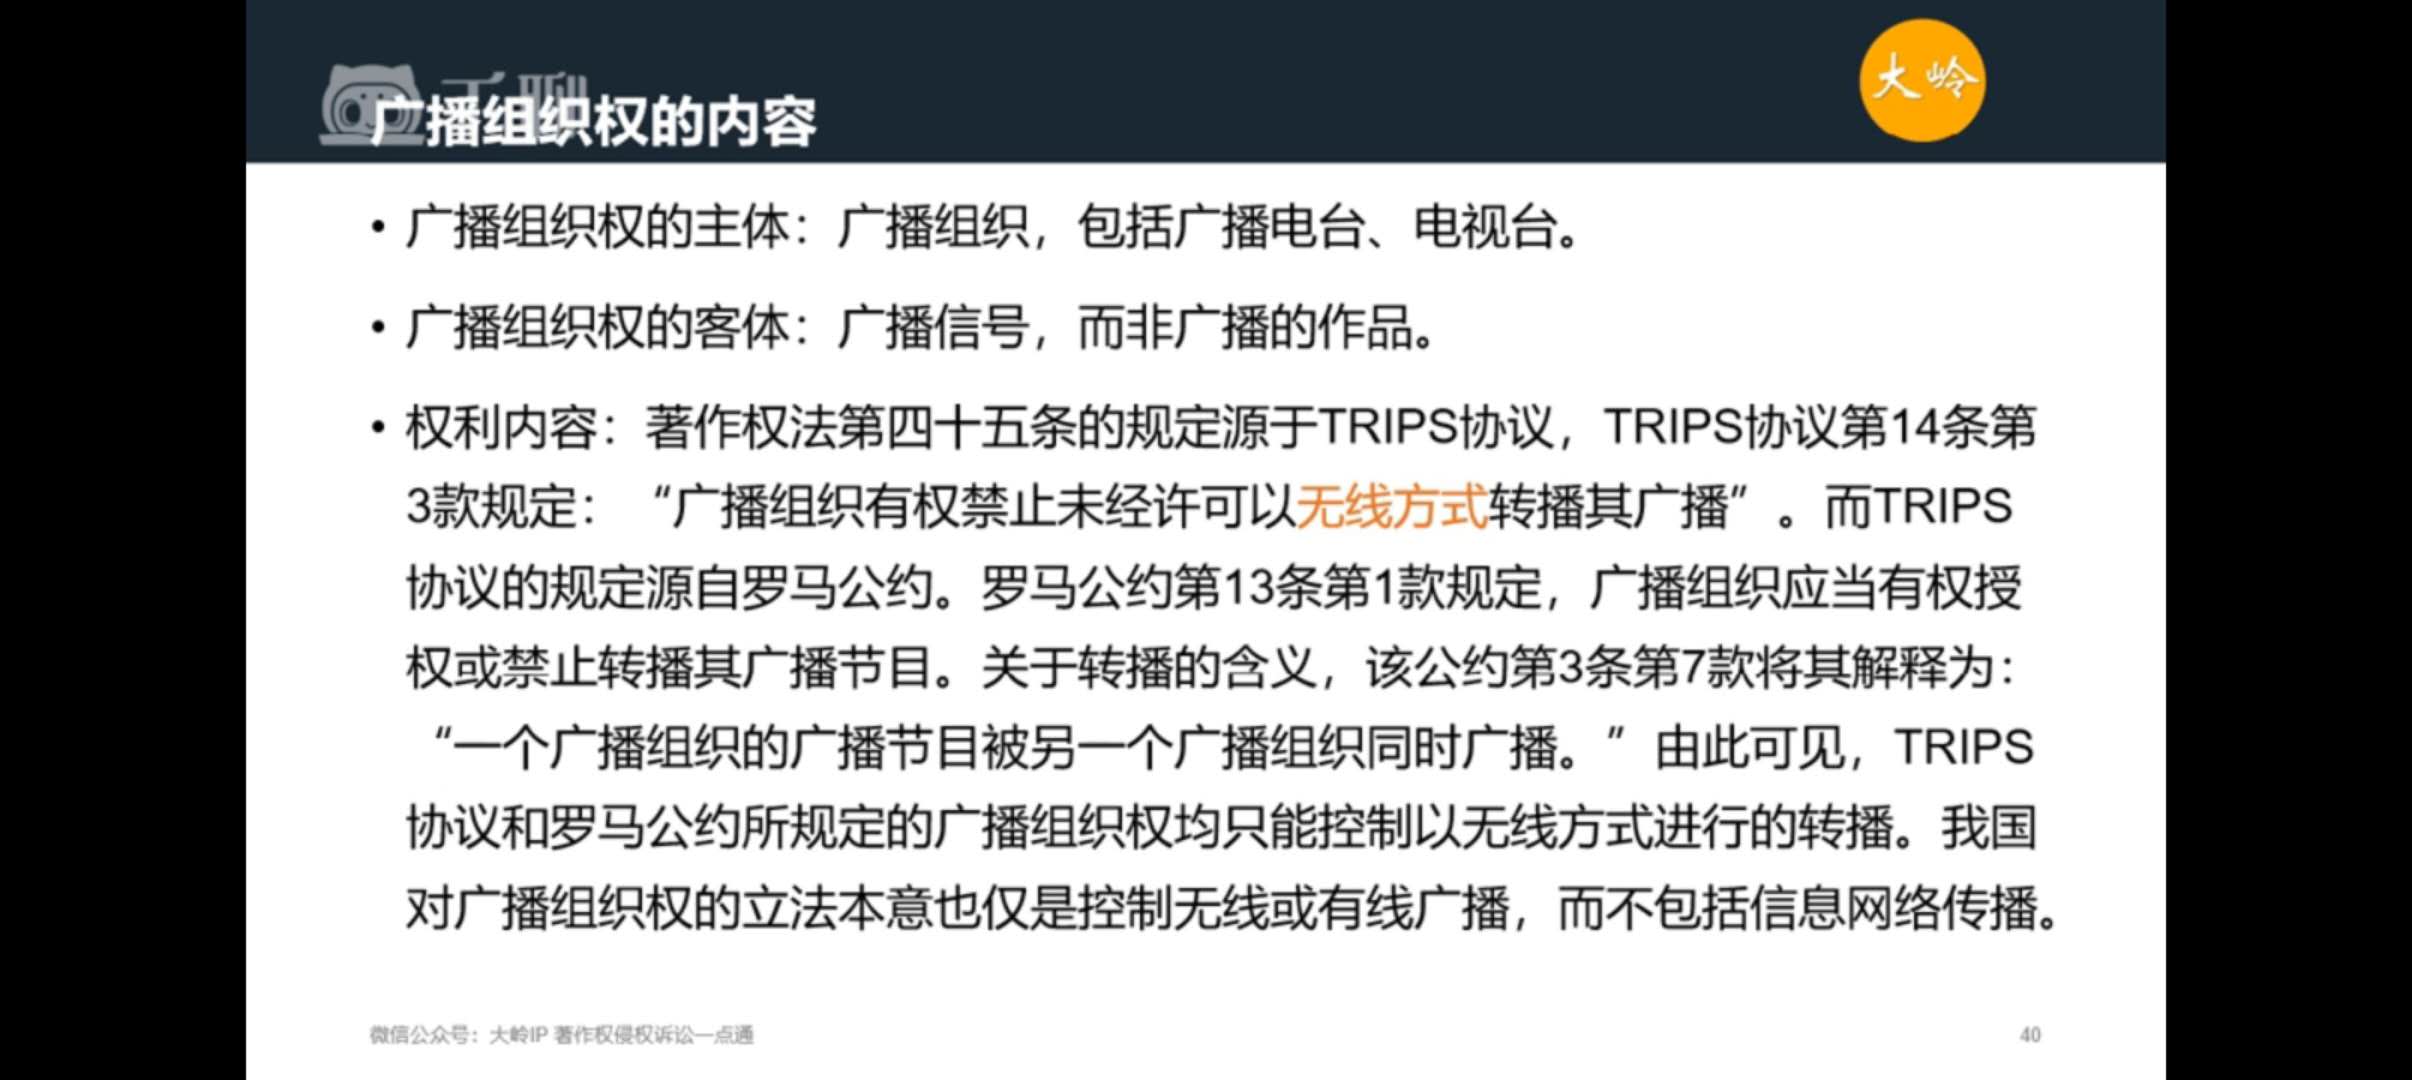 千聊
大岭
广播组织权的内容
• 广播组织权的主体：广播组织，包括广播电台、电视台。
• 广播组织权的客体：广播信号，而非广播的作品。
• 权利内容：著作权法第四十五条的规定源于TRIPS协议，TRIPS协议第14条第
3款规定：“广播组织有权禁止未经许可以无线方式转播其广播”。而TRIPS
协议的规定源自罗马公约。罗马公约第13条第1款规定，广播组织应当有权授
权或禁止转播其广播节目。关于转播的含义，该公约第3条第7款将其解释为：
“一个广播组织的广播节目被另一个广播组织同时广播。”由此可见，TRIPS
协议和罗马公约所规定的广播组织权均只能控制以无线方式进行的转播。我国
对广播组织权的立法本意也仅是控制无线或有线广播，而不包括信息网络传播。
微信公众号：大岭IP 著作权侵权诉讼一点通
40